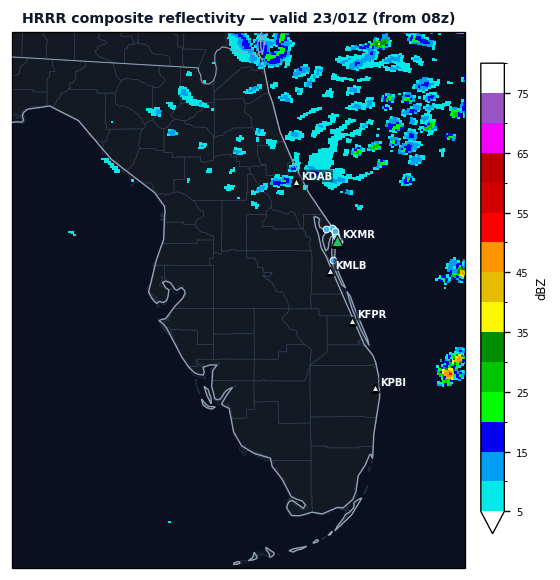 HRRR composite reflectivity — valid 23/01Z (from 08z)
KDAB
KXMR
KMLB
KFPR
KPBI
75
65
55
45
35
25
15
5
dBZ